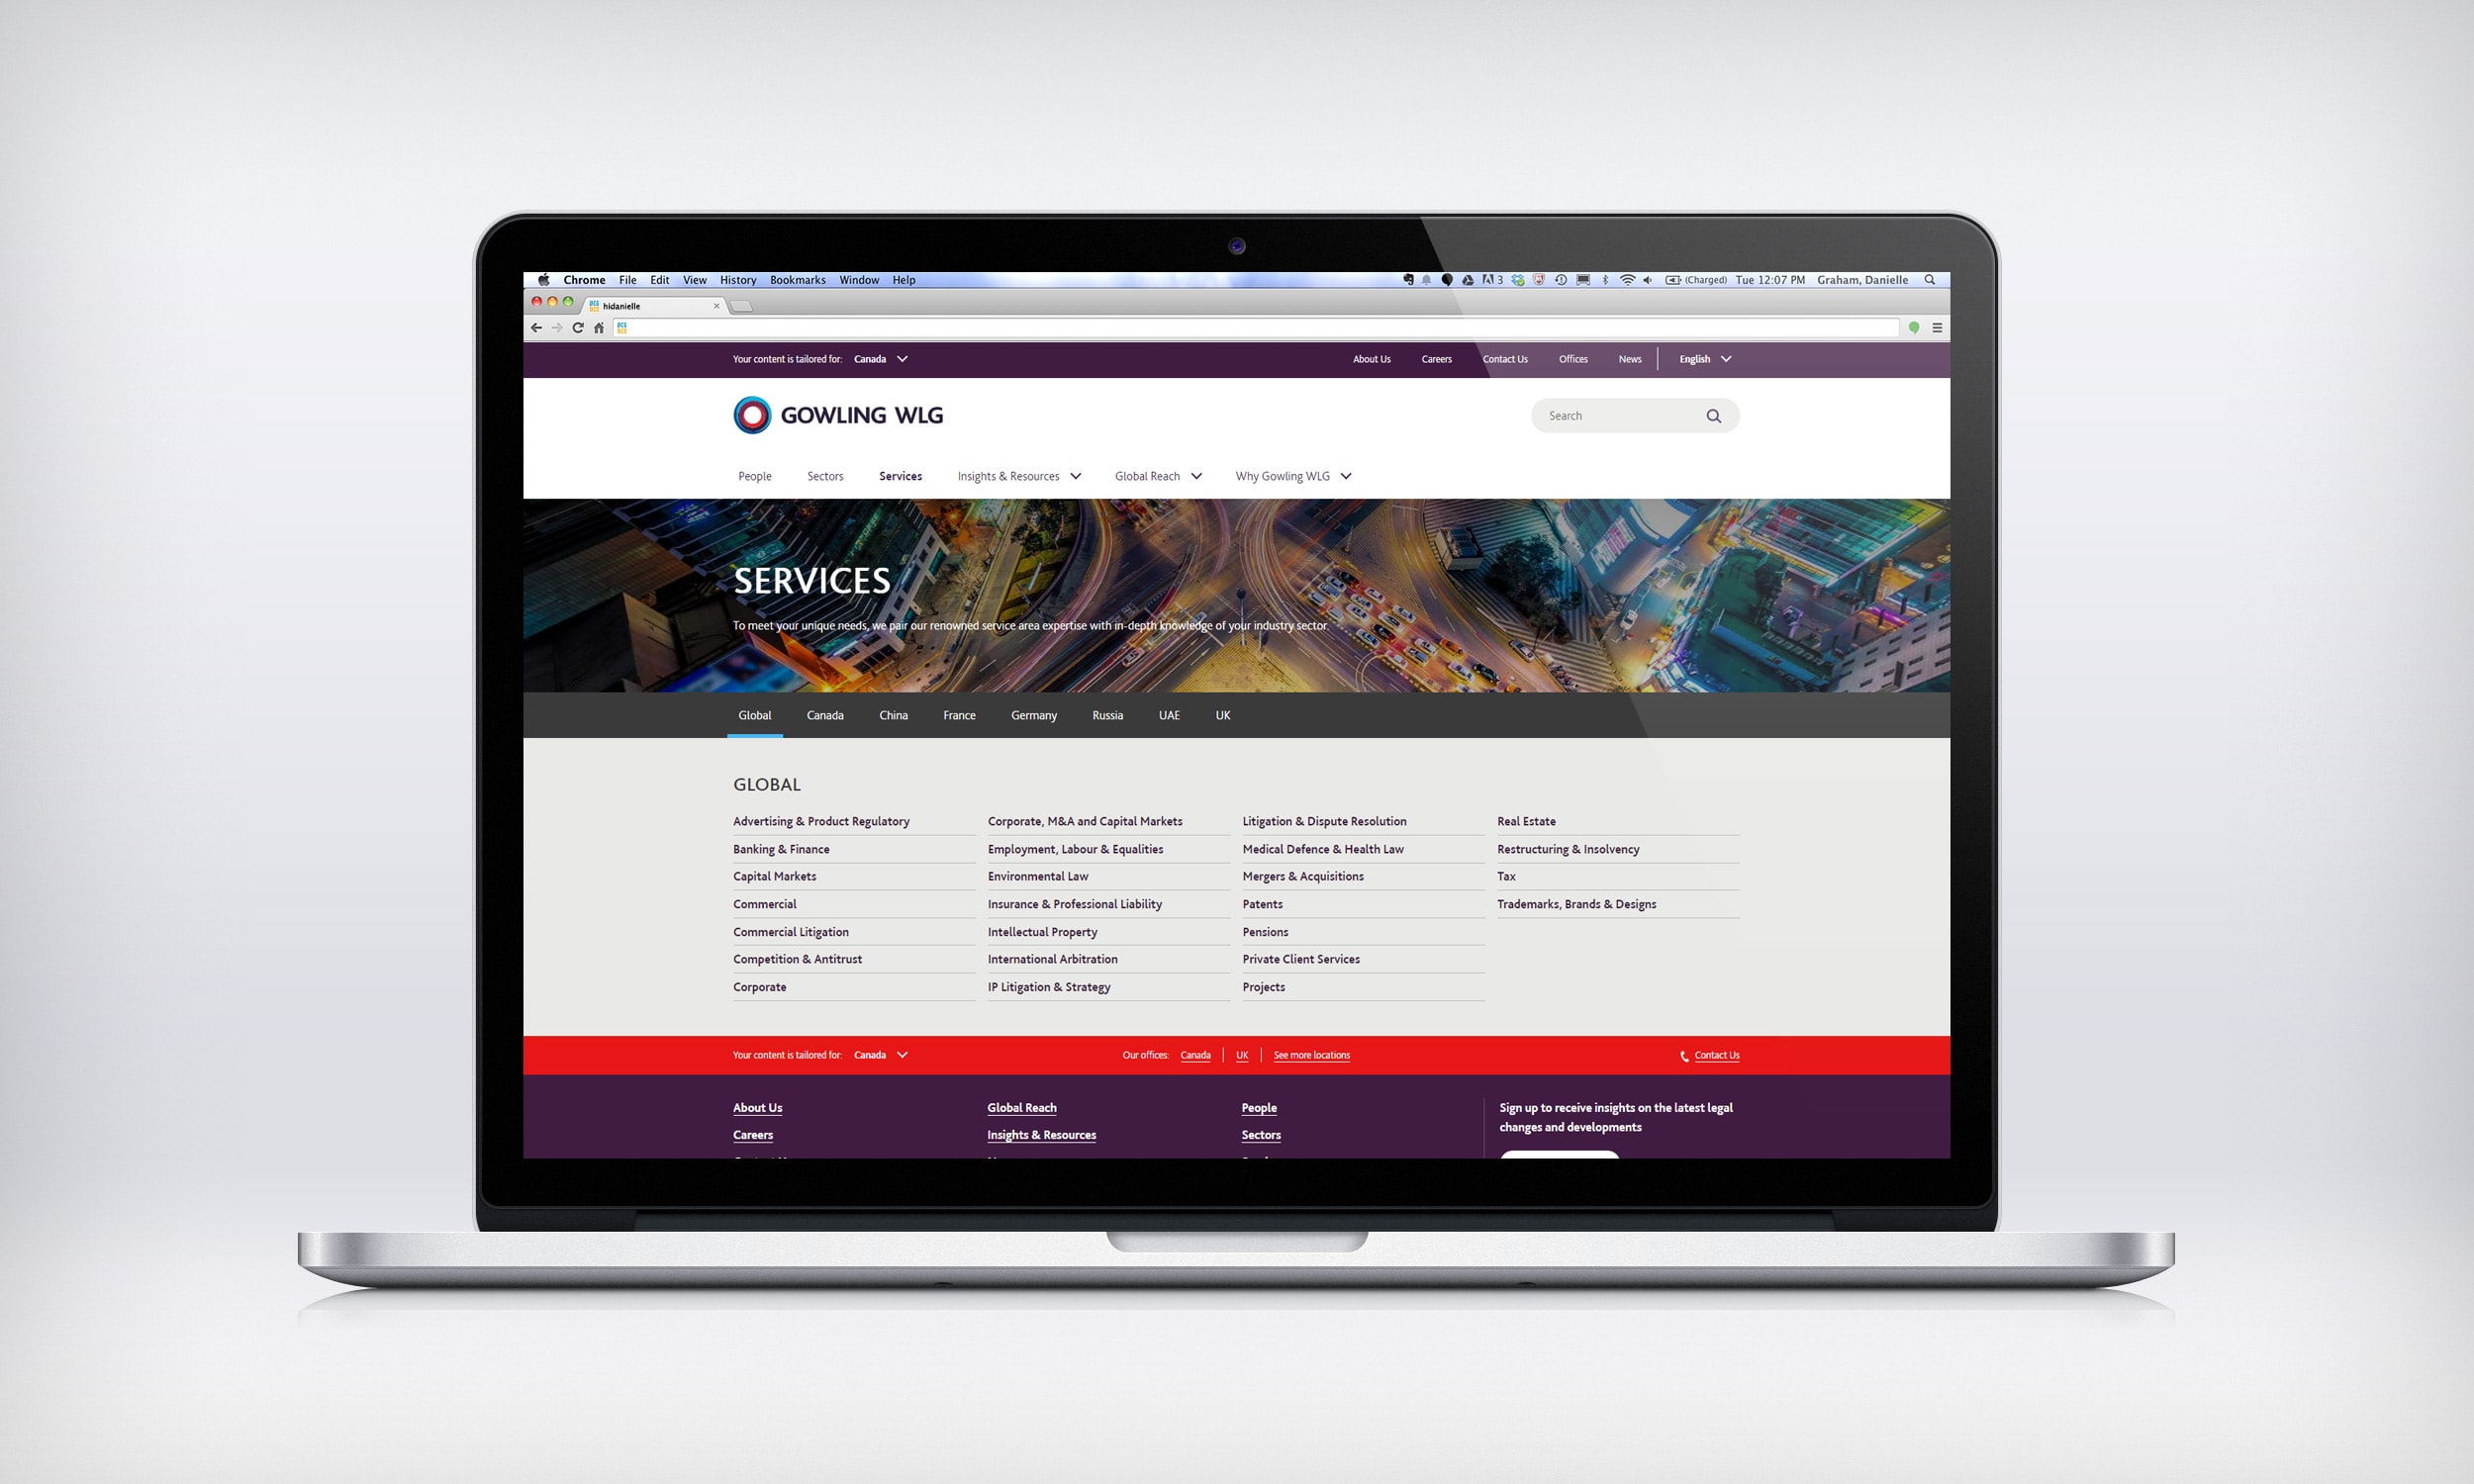 Chrome File Edit View History Bookmarks Window Help 3 (Charged) Tue 12:07 PM Graham, Danielle
hidanielle
Your content is tailored for: Canada About Us Careers Contact Us Offices News English
GOWLING WLG Search
People Sectors Services Insights & Resources Global Reach Why Gowling WLG
SERVICES
To meet your unique needs, we pair our renowned service area expertise with in-depth knowledge of your industry sector.
Global Canada China France Germany Russia UAE UK
GLOBAL
Advertising & Product Regulatory Corporate, M&A and Capital Markets Litigation & Dispute Resolution Real Estate
Banking & Finance Employment, Labour & Equalities Medical Defence & Health Law Restructuring & Insolvency
Capital Markets Environmental Law Mergers & Acquisitions Tax
Commercial Insurance & Professional Liability Patents Trademarks, Brands & Designs
Commercial Litigation Intellectual Property Pensions
Competition & Antitrust International Arbitration Private Client Services
Corporate IP Litigation & Strategy Projects
Your content is tailored for: Canada Our offices: Canada UK See more locations Contact Us
About Us Global Reach People Sign up to receive insights on the latest legal
changes and developments
Careers Insights & Resources Sectors